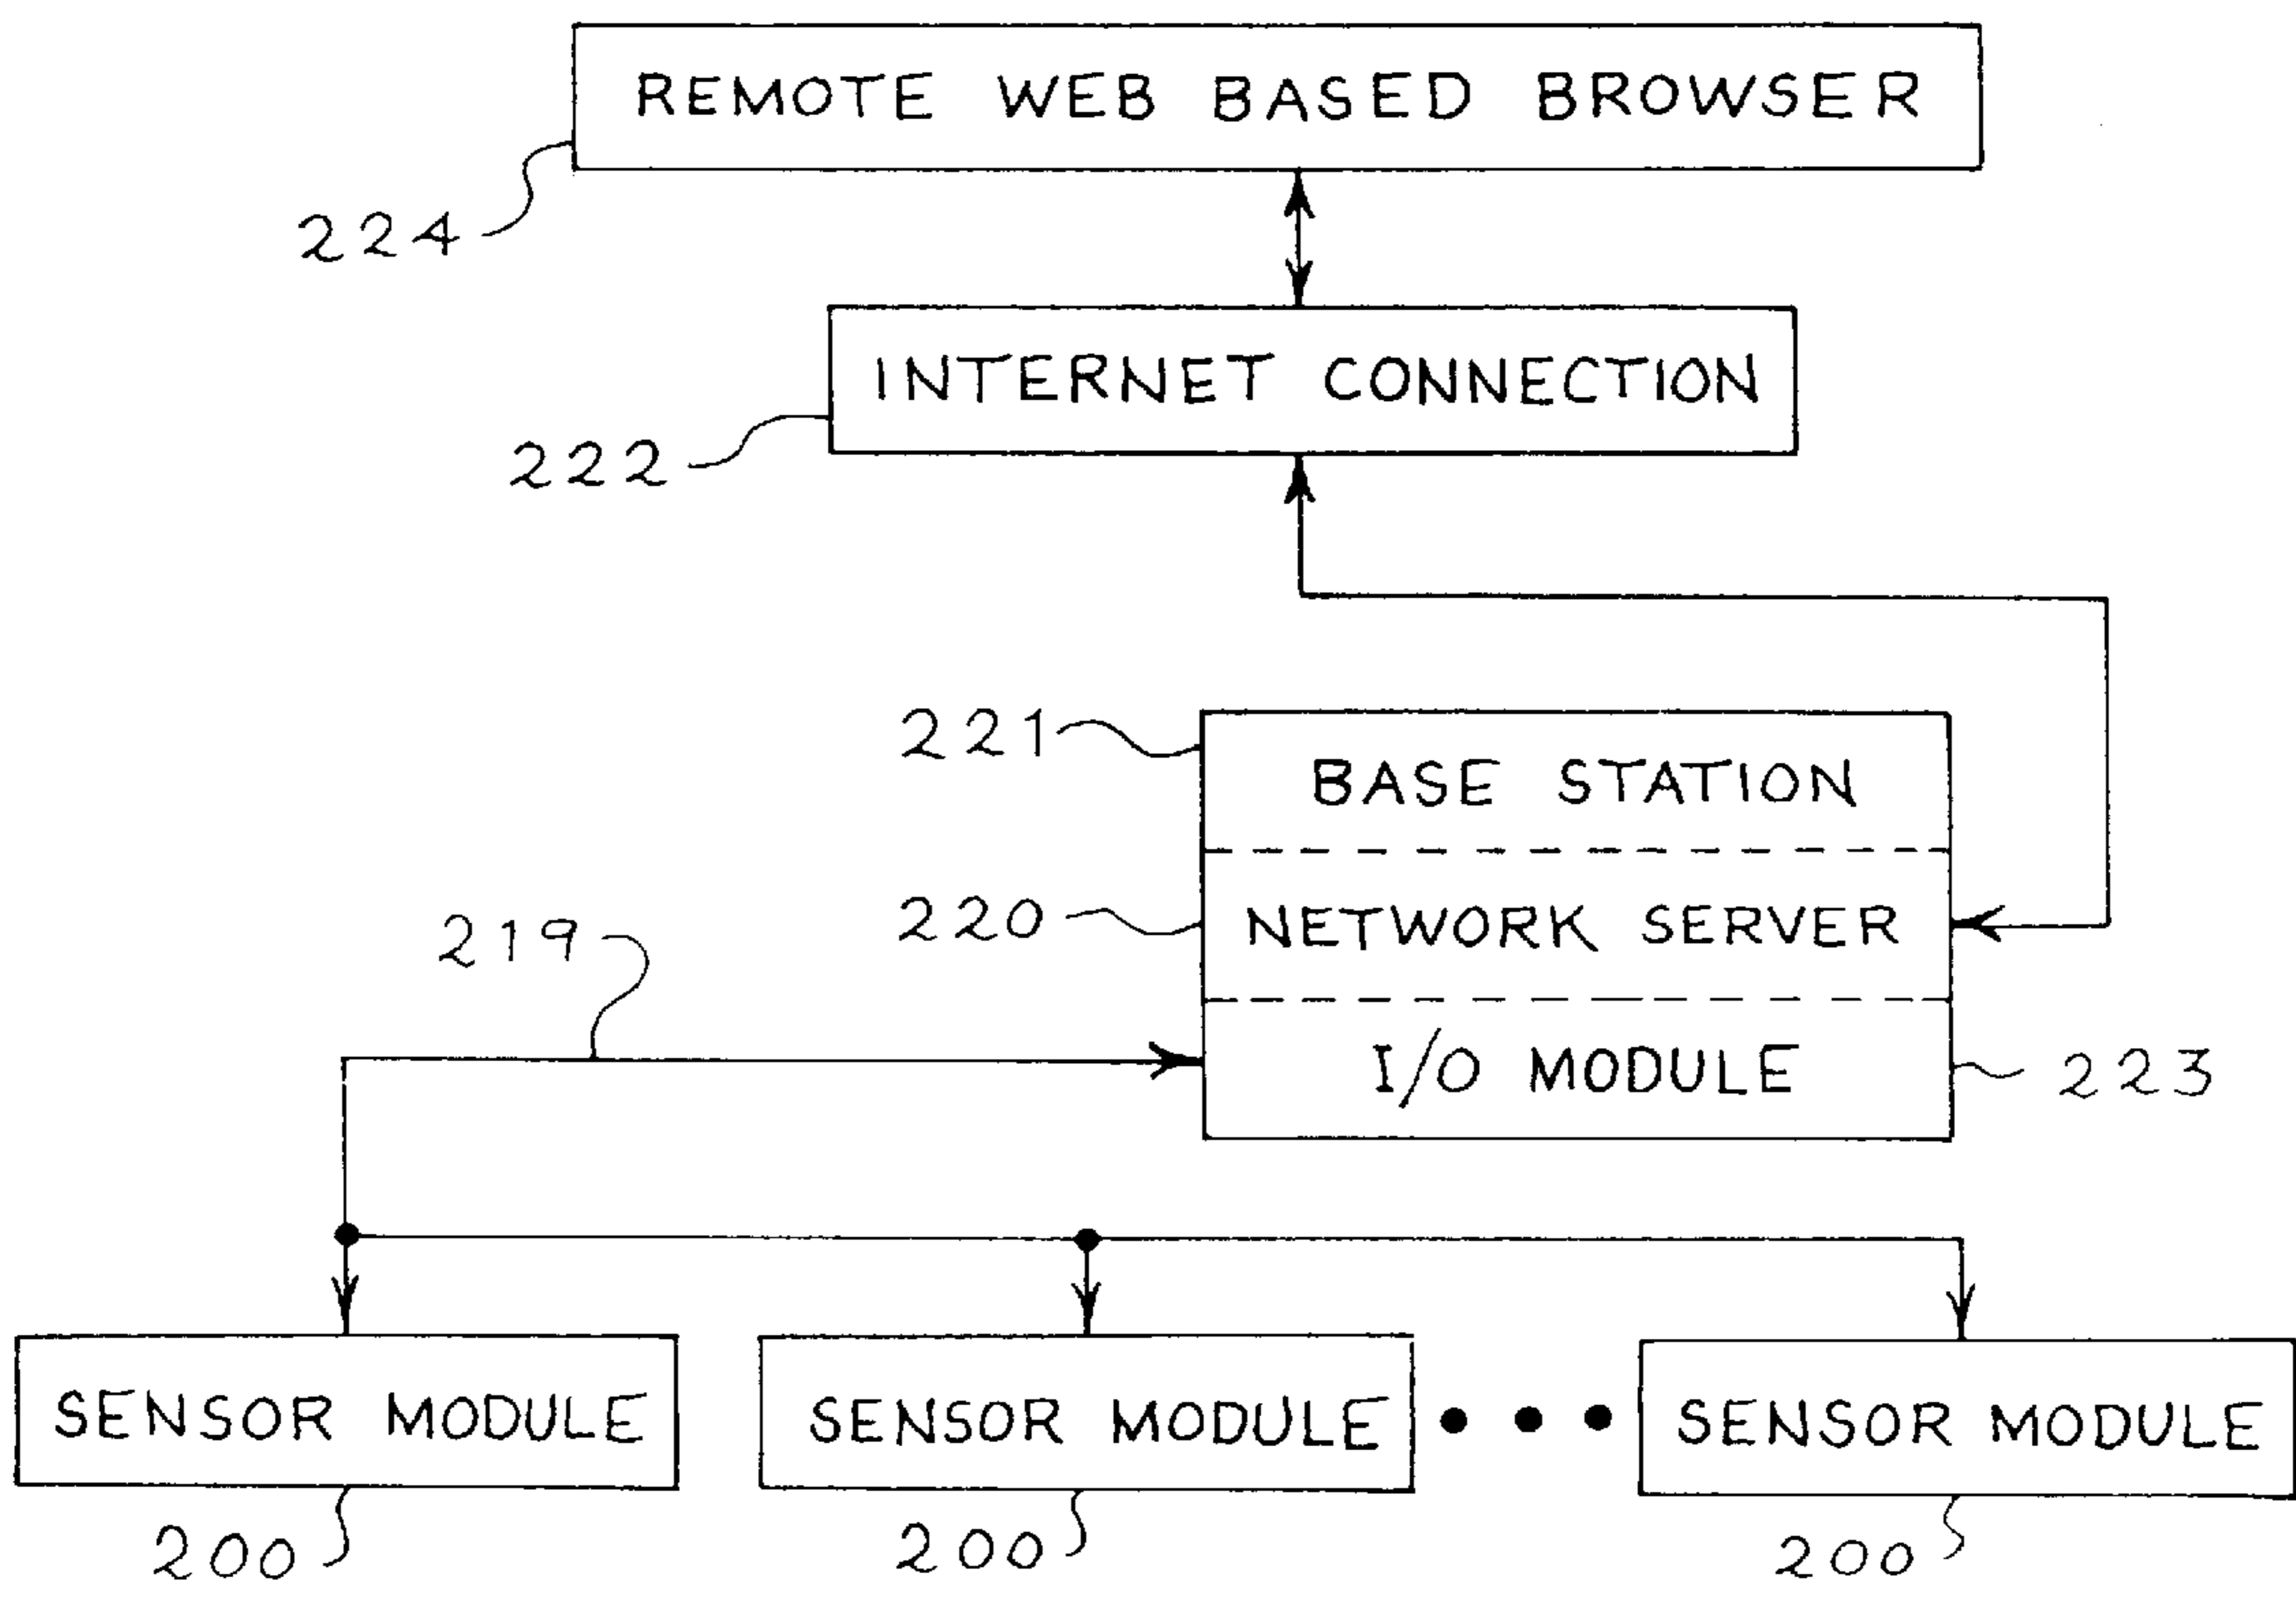 REMOTE WEB BASED BROWSER
224
INTERNET CONNECTION
222
221
BASE STATION
220
NETWORK SERVER
219
I/O MODULE
223
SENSOR MODULE
SENSOR MODULE
SENSOR MODULE
200
200
200